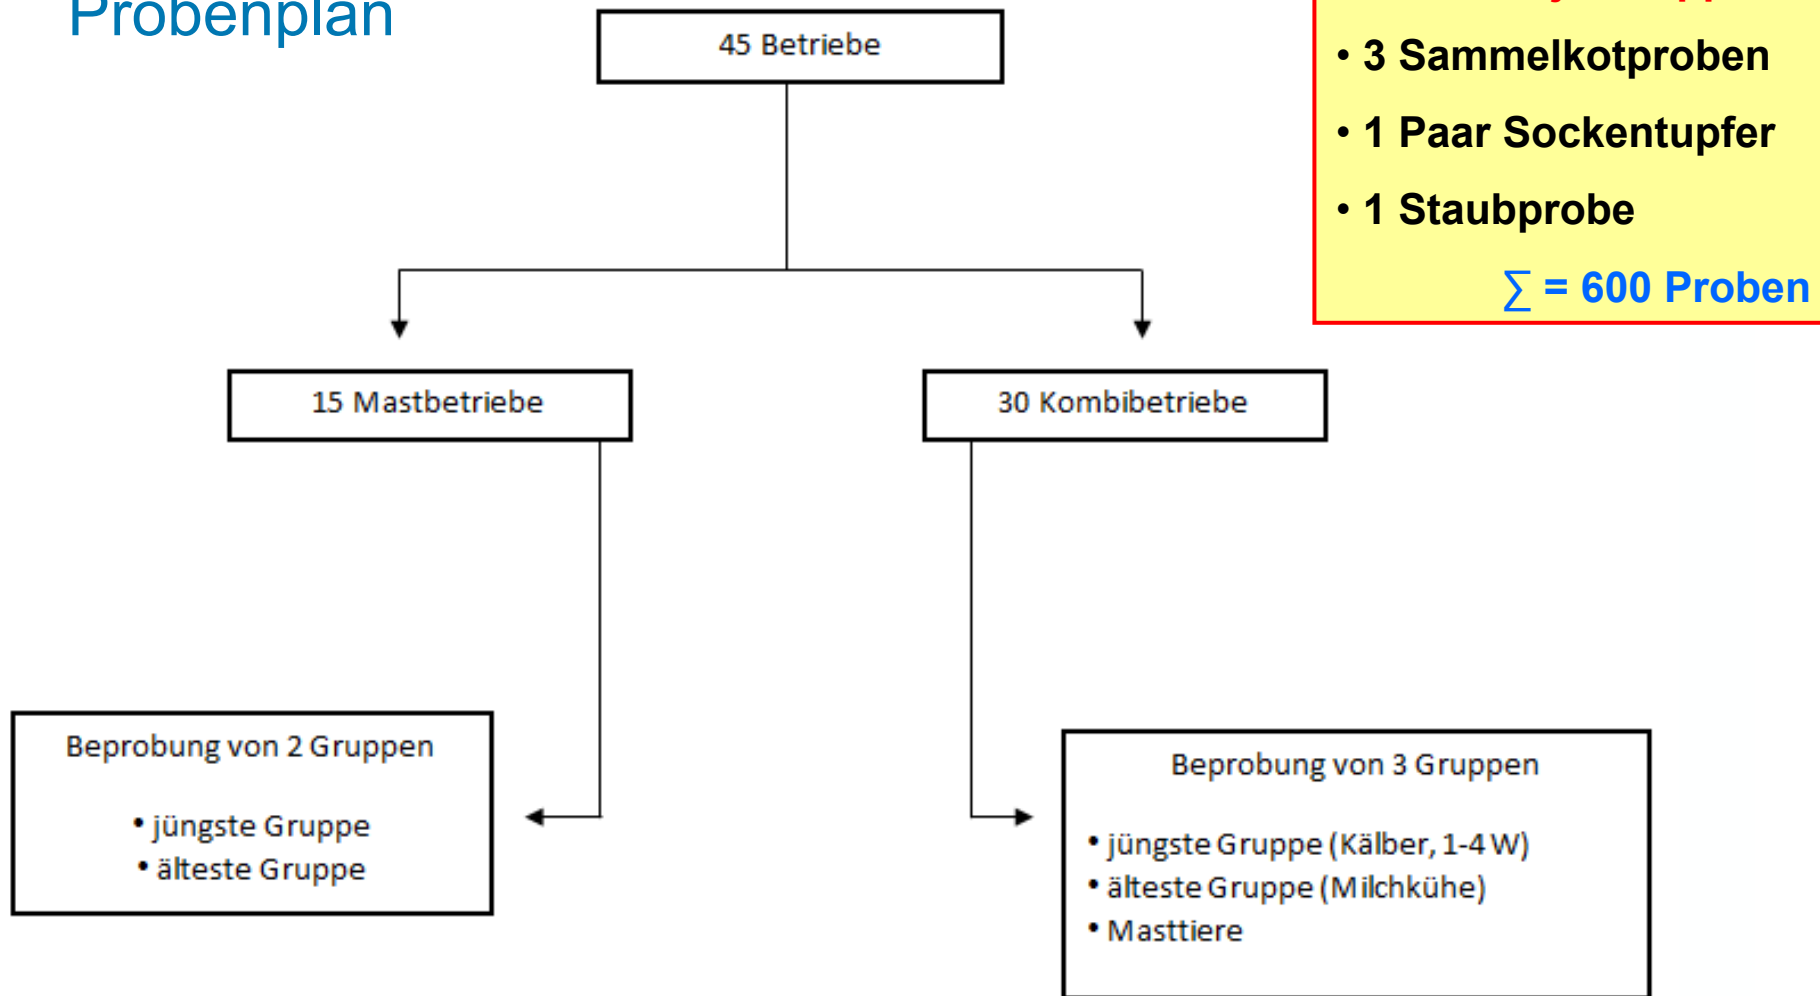 Probenplan
45 Betriebe
• 3 Sammelkotproben
• 1 Paar Sockentupfer
• 1 Staubprobe
∑ = 600 Proben
15 Mastbetriebe
30 Kombibetriebe
Beprobung von 2 Gruppen
• jüngste Gruppe
• älteste Gruppe
Beprobung von 3 Gruppen
• jüngste Gruppe (Kälber, 1-4 W)
• älteste Gruppe (Milchkühe)
• Masttiere